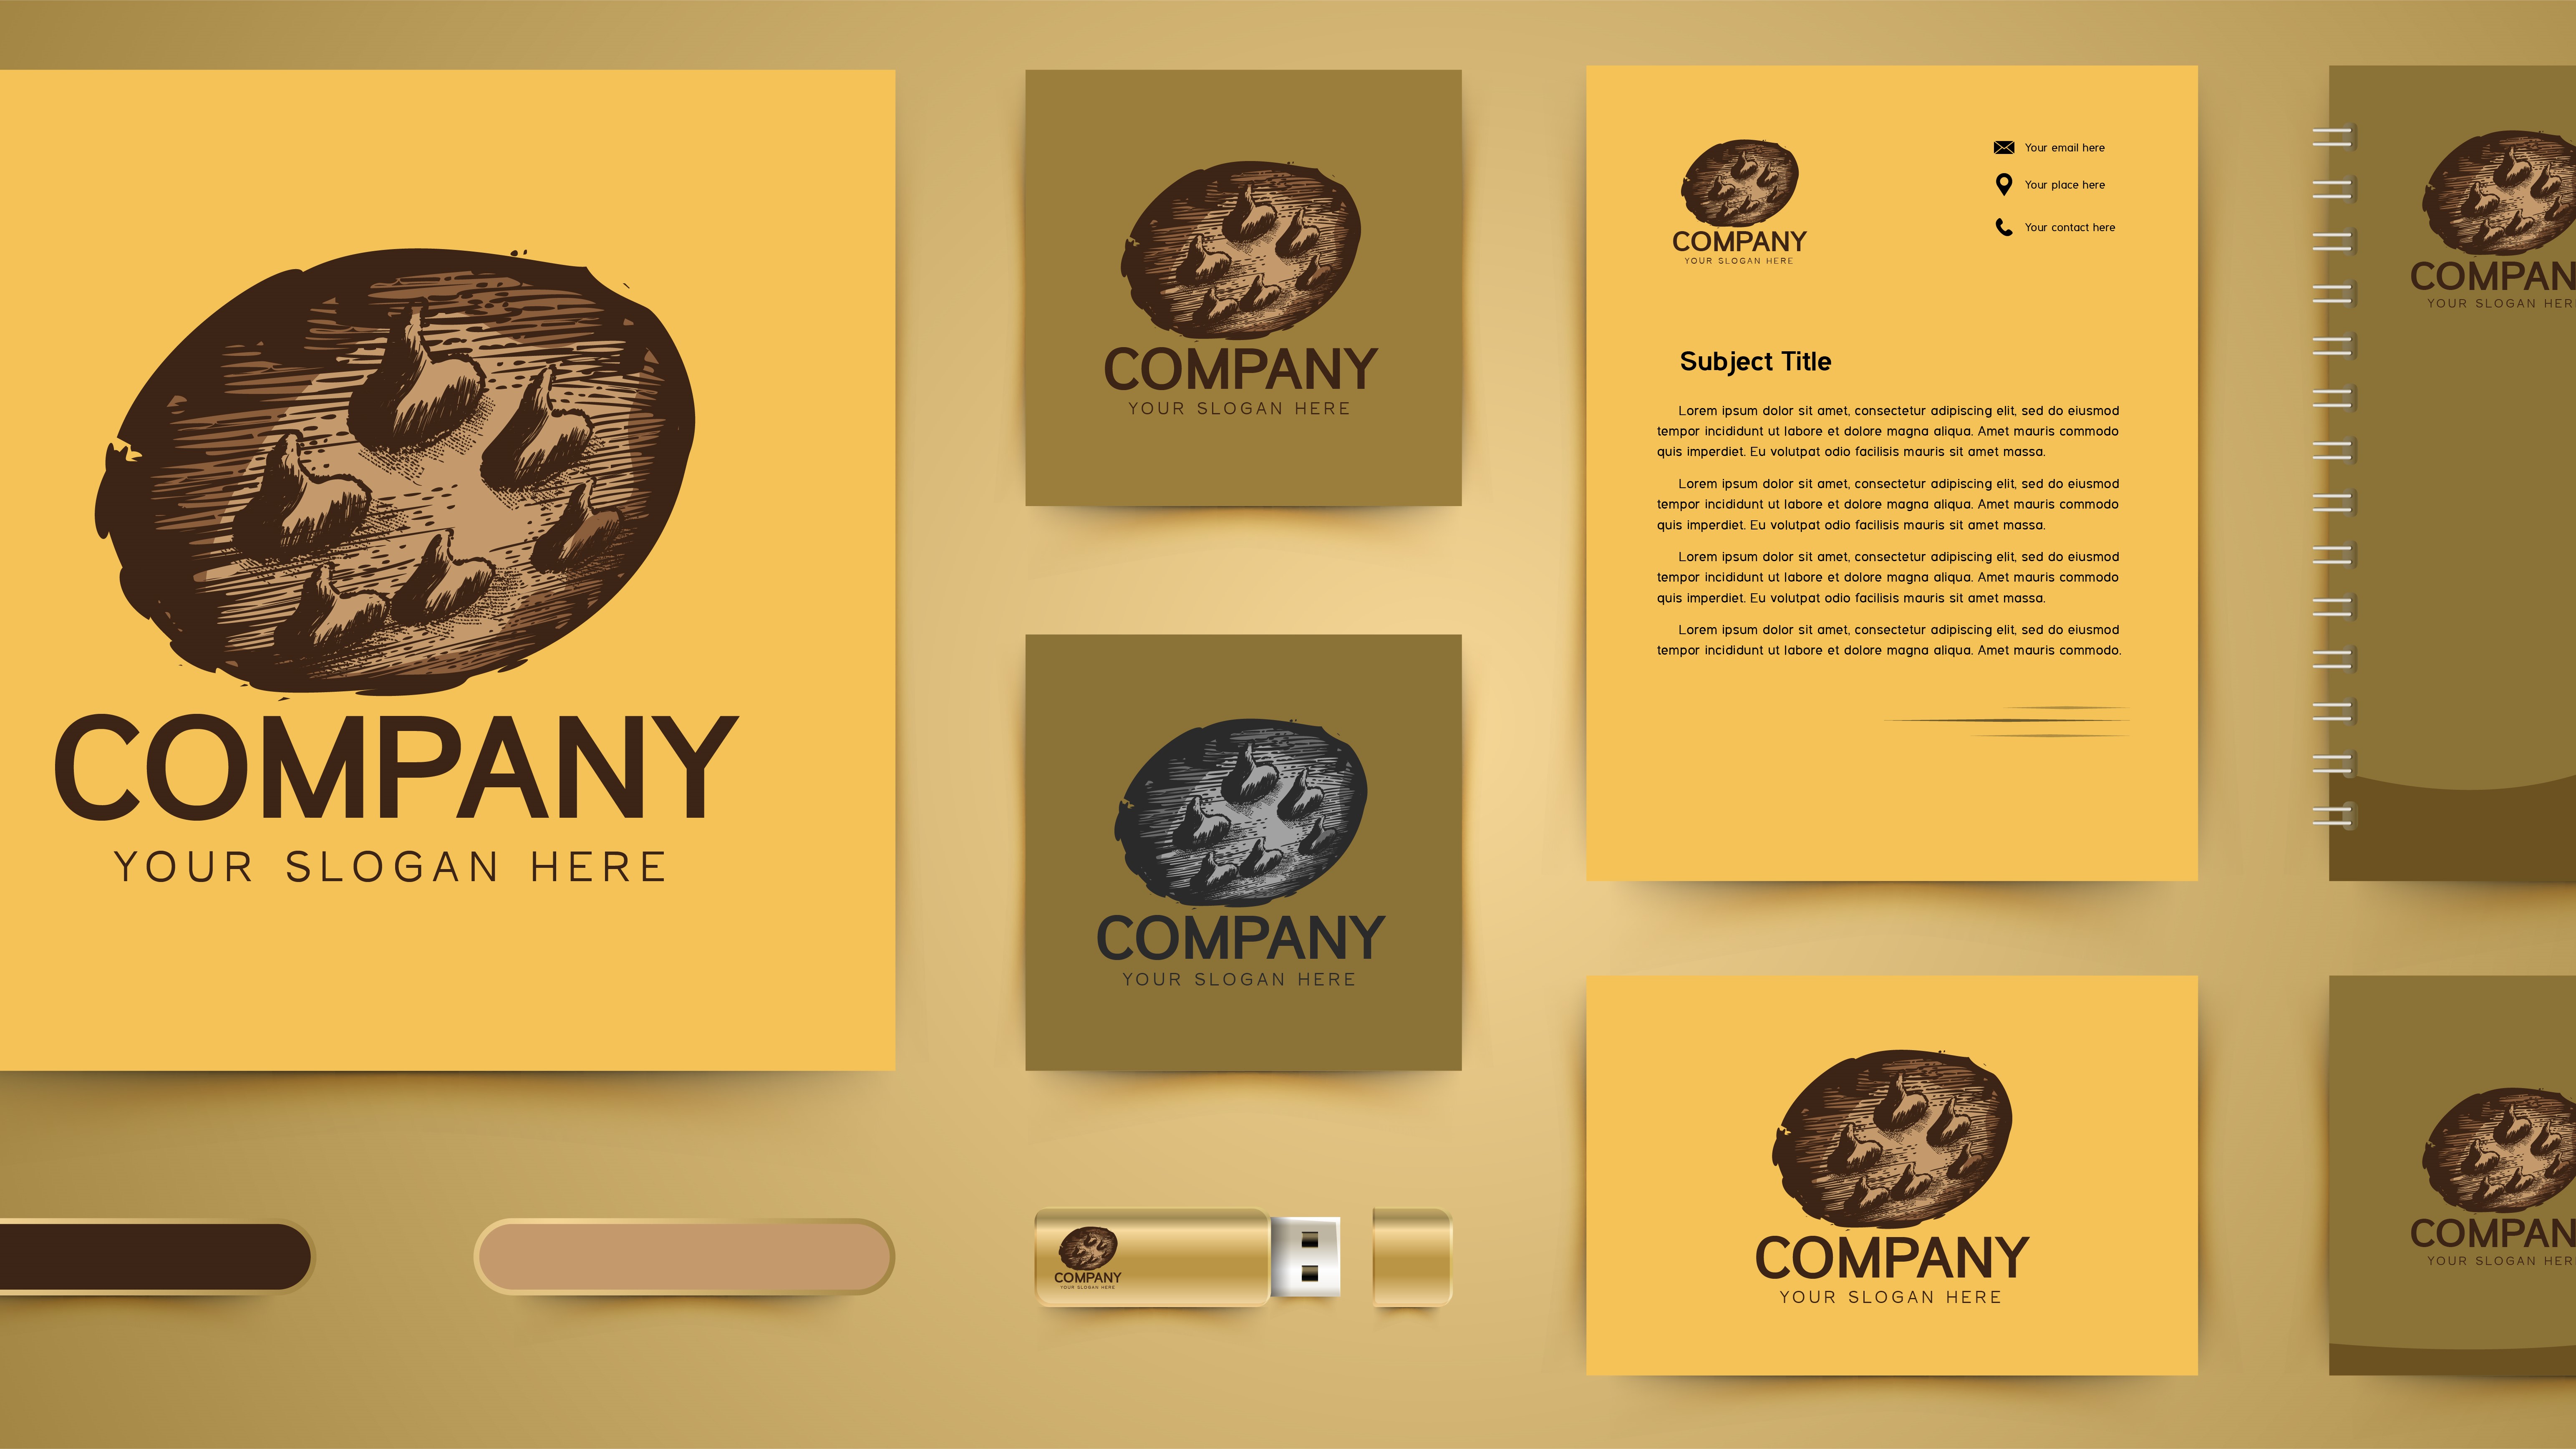 COMPANY
YOUR SLOGAN HERE
COMPANY
YOUR SLOGAN HERE
COMPANY
YOUR SLOGAN HERE
COMPANY
YOUR SLOGAN HERE
COMPANY
YOUR SLOGAN HERE
Your email here
Your place here
Your contact here
Subject Title
Lorem ipsum dolor sit amet, consectetur adipiscing elit, sed do eiusmod
tempor incididunt ut labore et dolore magna aliqua. Amet mauris commodo
quis imperdiet. Eu volutpat odio facilisis mauris sit amet massa.
Lorem ipsum dolor sit amet, consectetur adipiscing elit, sed do eiusmod
tempor incididunt ut labore et dolore magna aliqua. Amet mauris commodo
quis imperdiet. Eu volutpat odio facilisis mauris sit amet massa.
Lorem ipsum dolor sit amet, consectetur adipiscing elit, sed do eiusmod
tempor incididunt ut labore et dolore magna aliqua. Amet mauris commodo
quis imperdiet. Eu volutpat odio facilisis mauris sit amet massa.
Lorem ipsum dolor sit amet, consectetur adipiscing elit, sed do eiusmod
tempor incididunt ut labore et dolore magna aliqua. Amet mauris commodo.
COMPANY
YOUR SLOGAN HERE
COMPAN
YOUR SLOGAN HER
COMPAN
YOUR SLOGAN HER